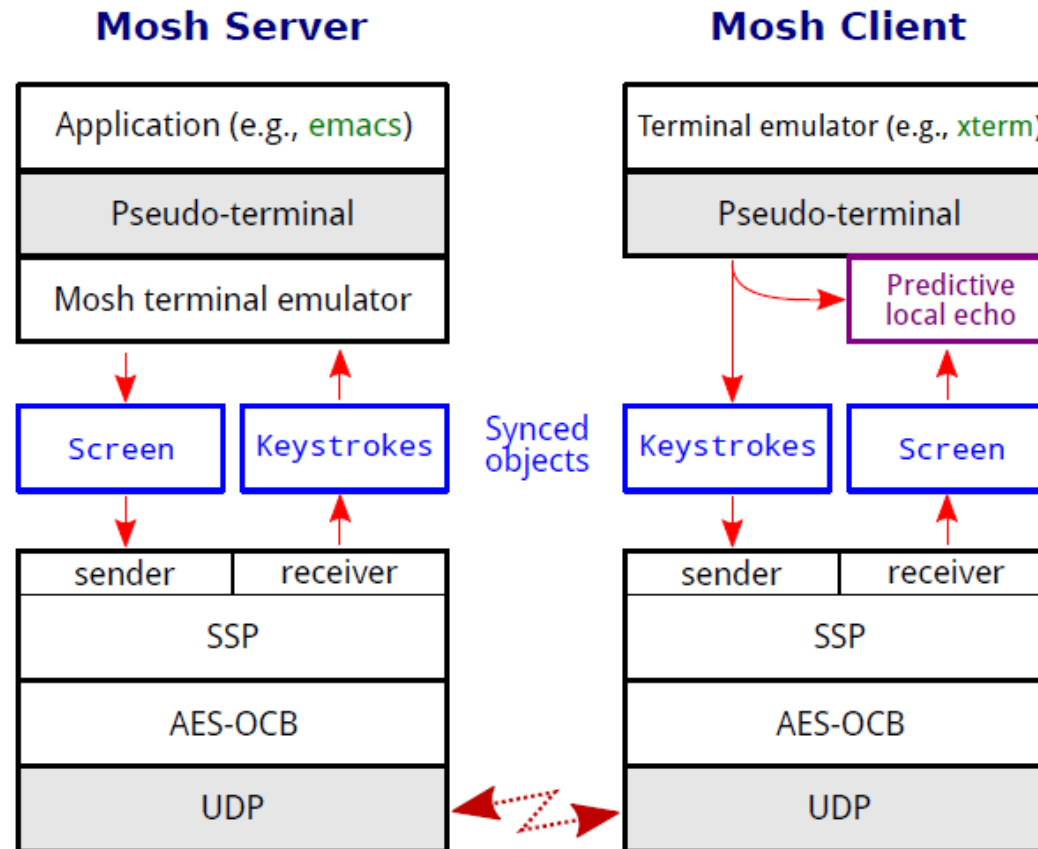 Mosh Server
Application (e.g., emacs)
Pseudo-terminal
Mosh terminal emulator
Screen
Keystrokes
sender
receiver
SSP
AES-OCB
UDP
Synced
objects
Mosh Client
Terminal emulator (e.g., xterm)
Pseudo-terminal
Predictive
local echo
Keystrokes
Screen
sender
receiver
SSP
AES-OCB
UDP